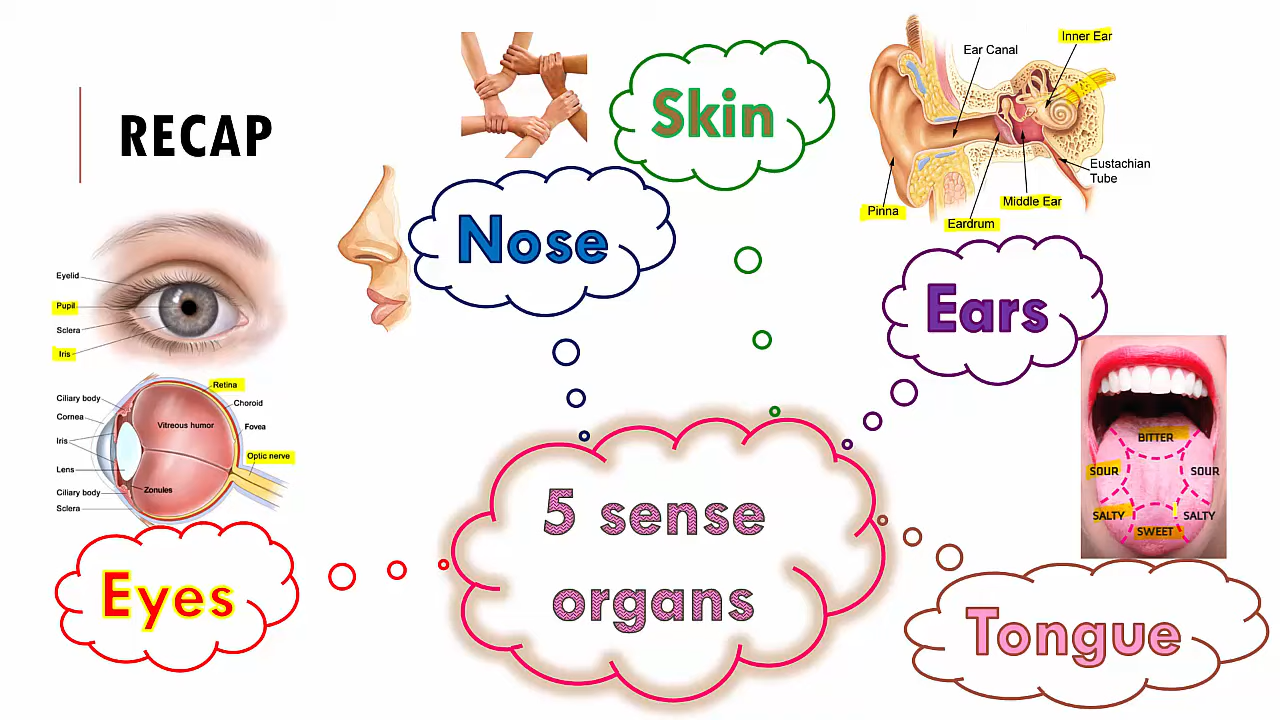 RECAP
Skin
Nose
Ears
Eyes
Tongue
5 sense
organs
Ear Canal
Inner Ear
Eustachian
Tube
Middle Ear
Pinna
Eardrum
Eyelid
Pupil
Sclera
Iris
Retina
Ciliary body
Choroid
Cornea
Vitreous humor
Fovea
Iris
Optic nerve
Lens
Ciliary body
Zonules
Sclera
BITTER
SOUR
SOUR
SALTY
SALTY
SWEET